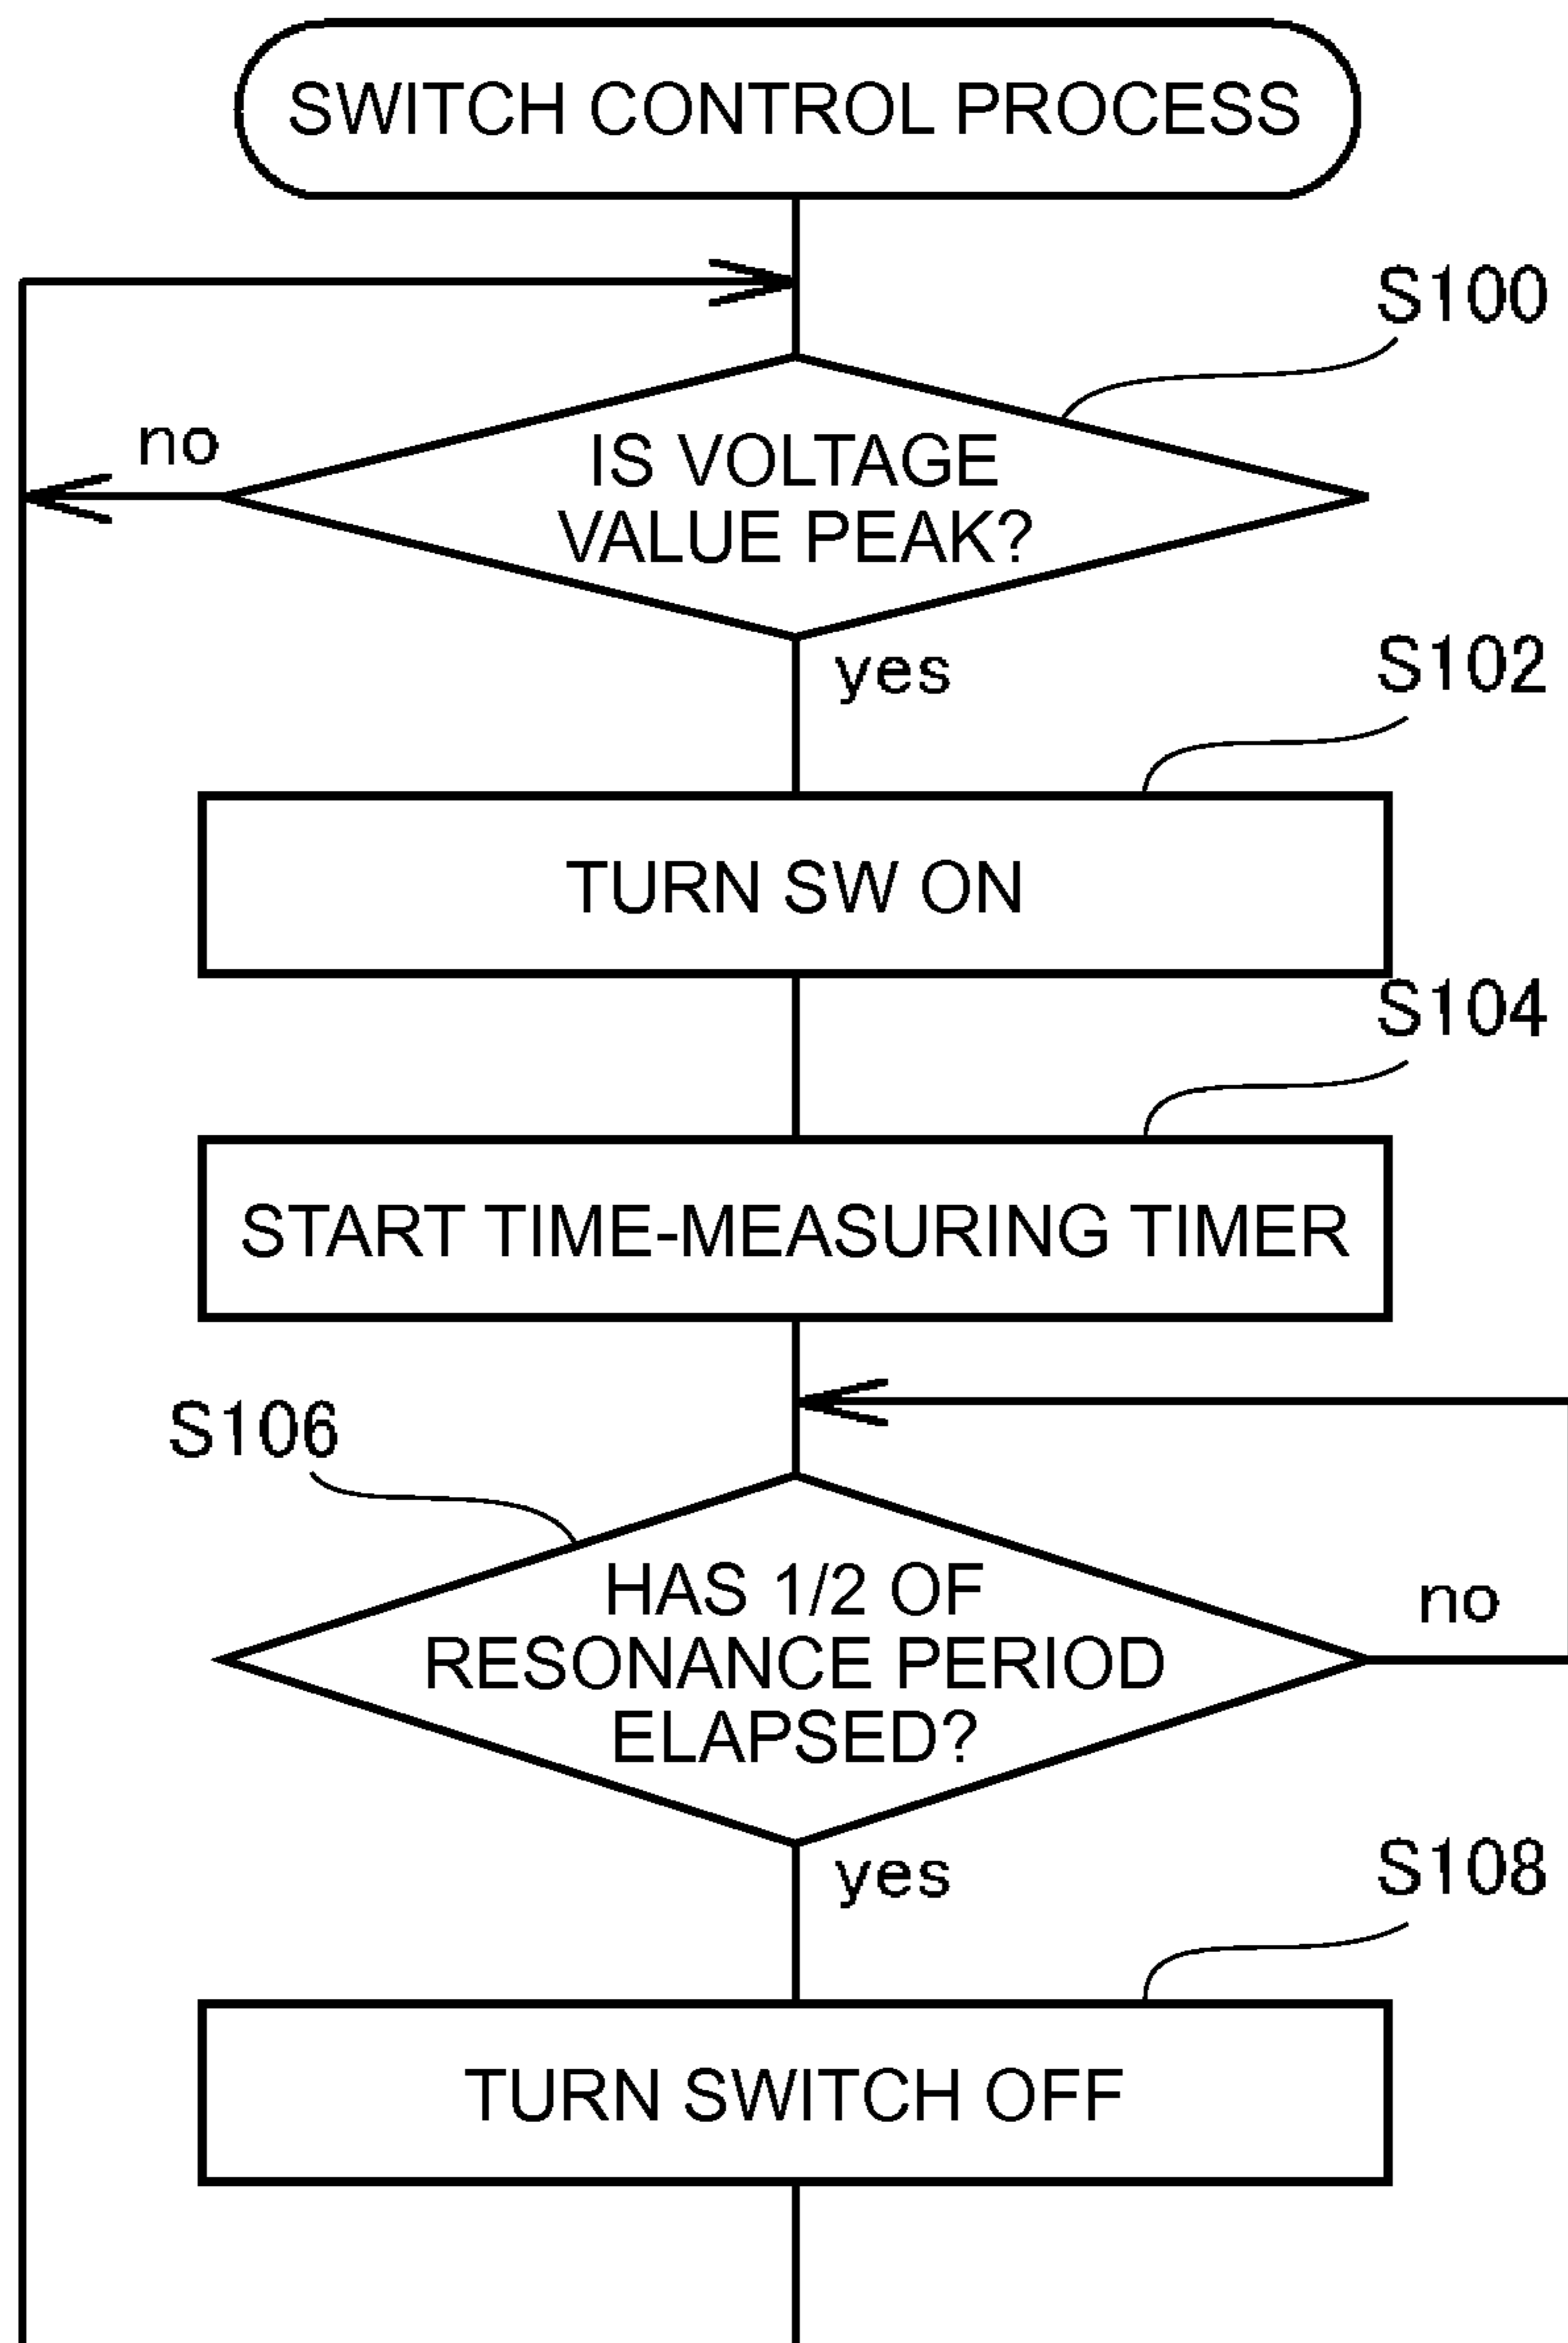 SWITCH CONTROL PROCESS
S100
no
IS VOLTAGE
VALUE PEAK?
yes
S102
TURN SW ON
S104
START TIME-MEASURING TIMER
S106
HAS 1/2 OF
RESONANCE PERIOD
ELAPSED?
no
yes
S108
TURN SWITCH OFF